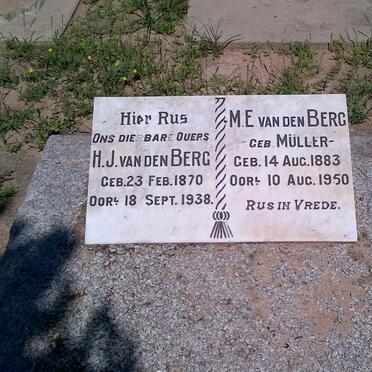 Hier Rus
Ons dierbare Ouers
H.J. van den Berg
Geb. 23 Feb. 1870
Oorl. 18 Sept. 1938.
M.E. van den Berg
geb Müller-
Geb. 14 Aug. 1883
Oorl. 10 Aug. 1950
Rus in Vrede.